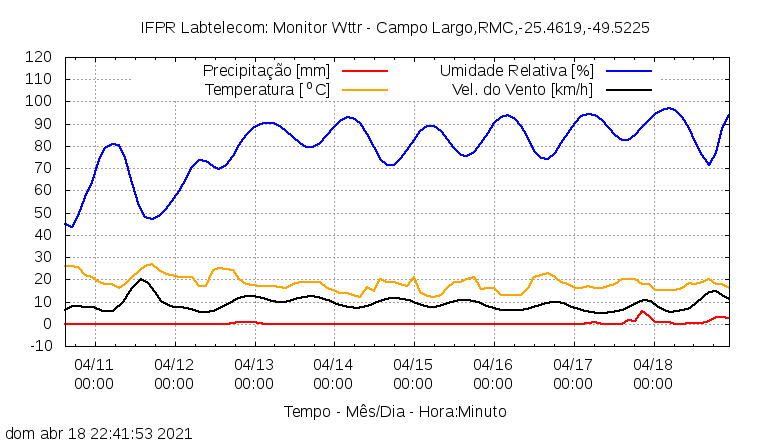 IFPR Labtelecom: Monitor Wttr - Campo Largo,RMC,-25.4619,-49.5225
Precipitação [mm]
Temperatura [ ⁰C]
Umidade Relativa [%]
Vel. do Vento [km/h]
120
110
100
90
80
70
60
50
40
30
20
10
0
-10
04/11 04/12 04/13 04/14 04/15 04/16 04/17 04/18
00:00 00:00 00:00 00:00 00:00 00:00 00:00 00:00
Tempo - Mês/Dia - Hora:Minuto
dom abr 18 22:41:53 2021